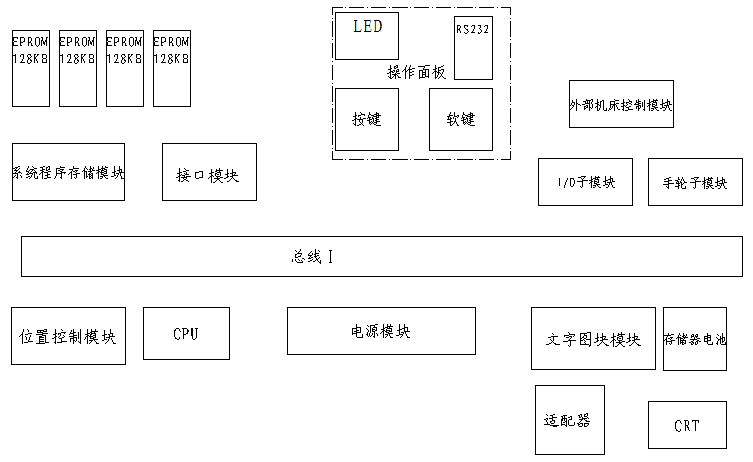 EPROM
128KB
EPROM
128KB
EPROM
128KB
EPROM
128KB
LED
RS232
操作面板
按键
软键
外部机床控制模块
系统程序存储模块
接口模块
I/O子模块
手轮子模块
总线Ⅰ
位置控制模块
CPU
电源模块
文字图块模块
存储器电池
适配器
CRT